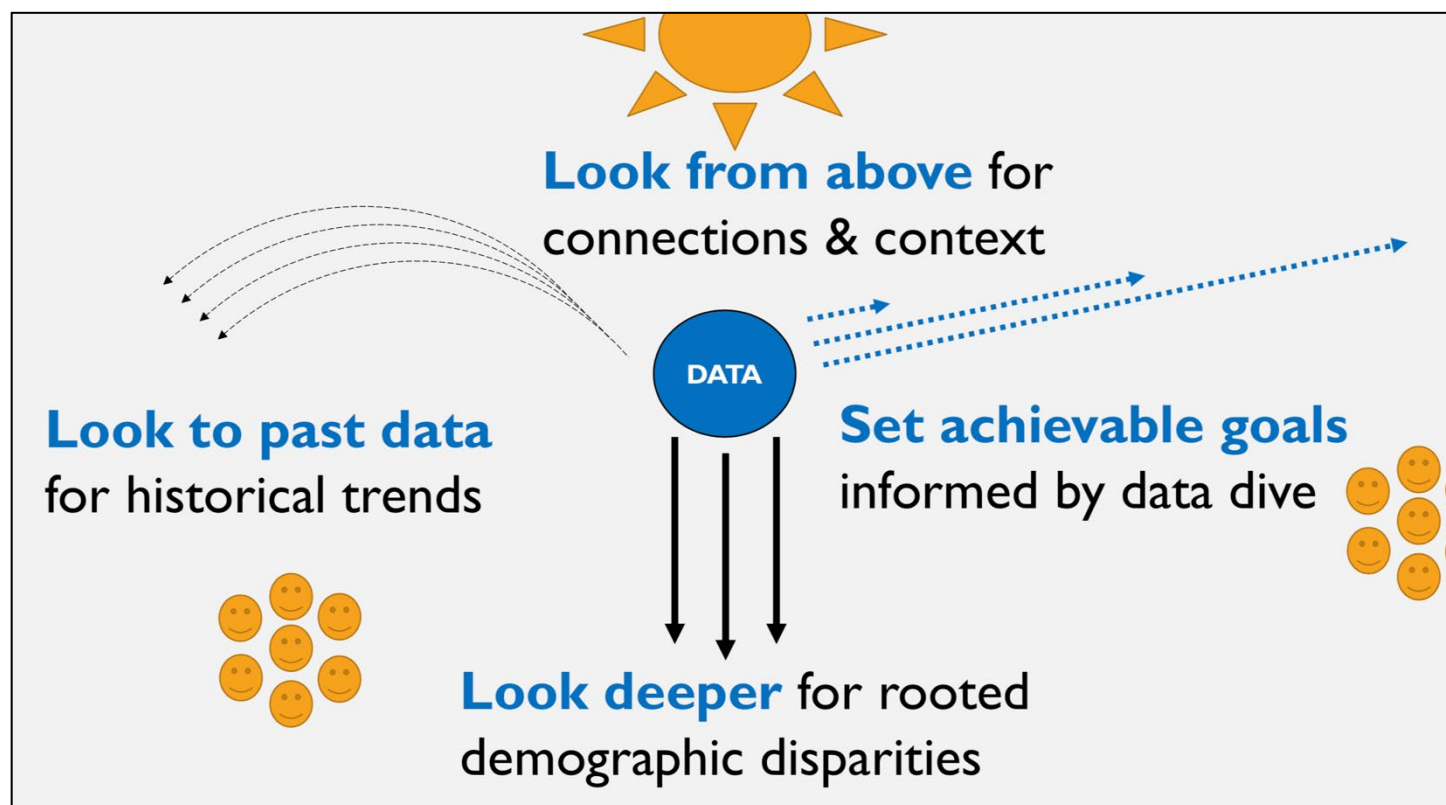 Look from above for
connections & context
DATA
Look to past data
for historical trends
Set achievable goals
informed by data dive
Look deeper for rooted
demographic disparities